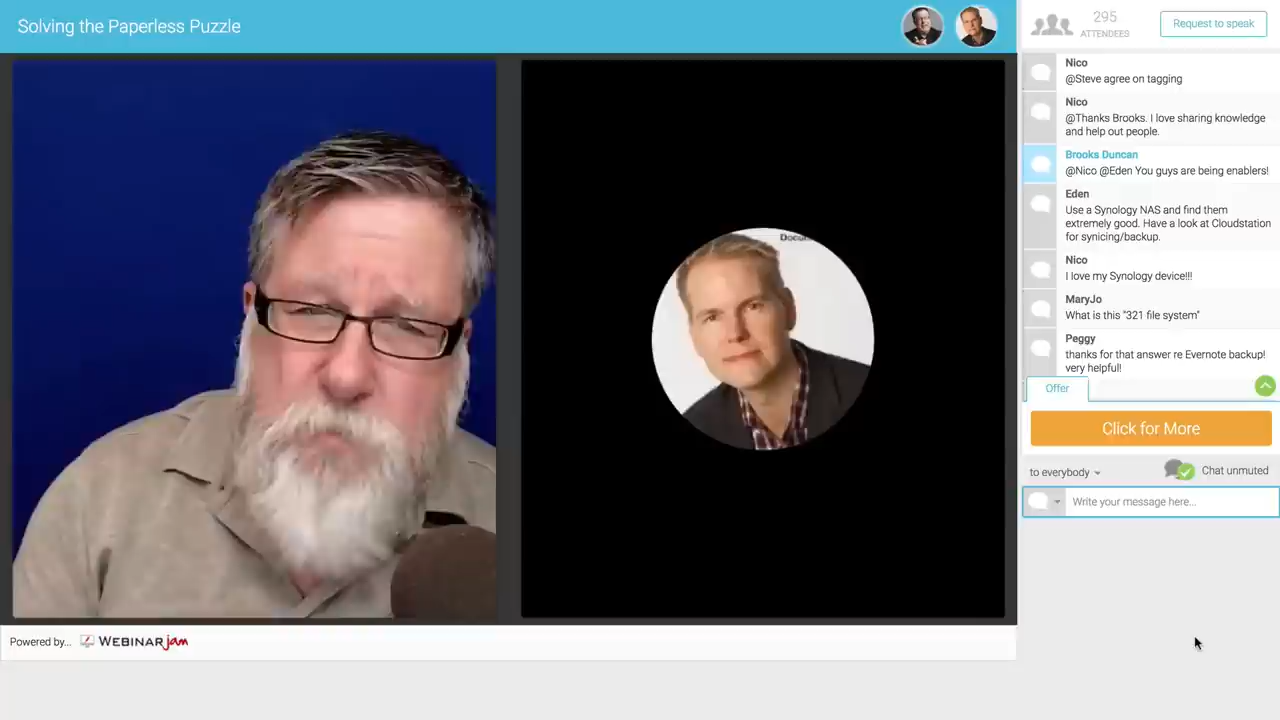 Solving the Paperless Puzzle
295
ATTENDEES
Request to speak
Nico
@Steve agree on tagging
Nico
@Thanks Brooks. I love sharing knowledge
and help out people.
Brooks Duncan
@Nico @Eden You guys are being enablers!
Eden
Use a Synology NAS and find them
extremely good. Have a look at Cloudstation
for synicing/backup.
Nico
I love my Synology device!!!
MaryJo
What is this "321 file system"
Peggy
thanks for that answer re Evernote backup!
very helpful!
Offer
Click for More
to everybody
Chat unmuted
Write your message here...
Powered by...
WEBINARjam